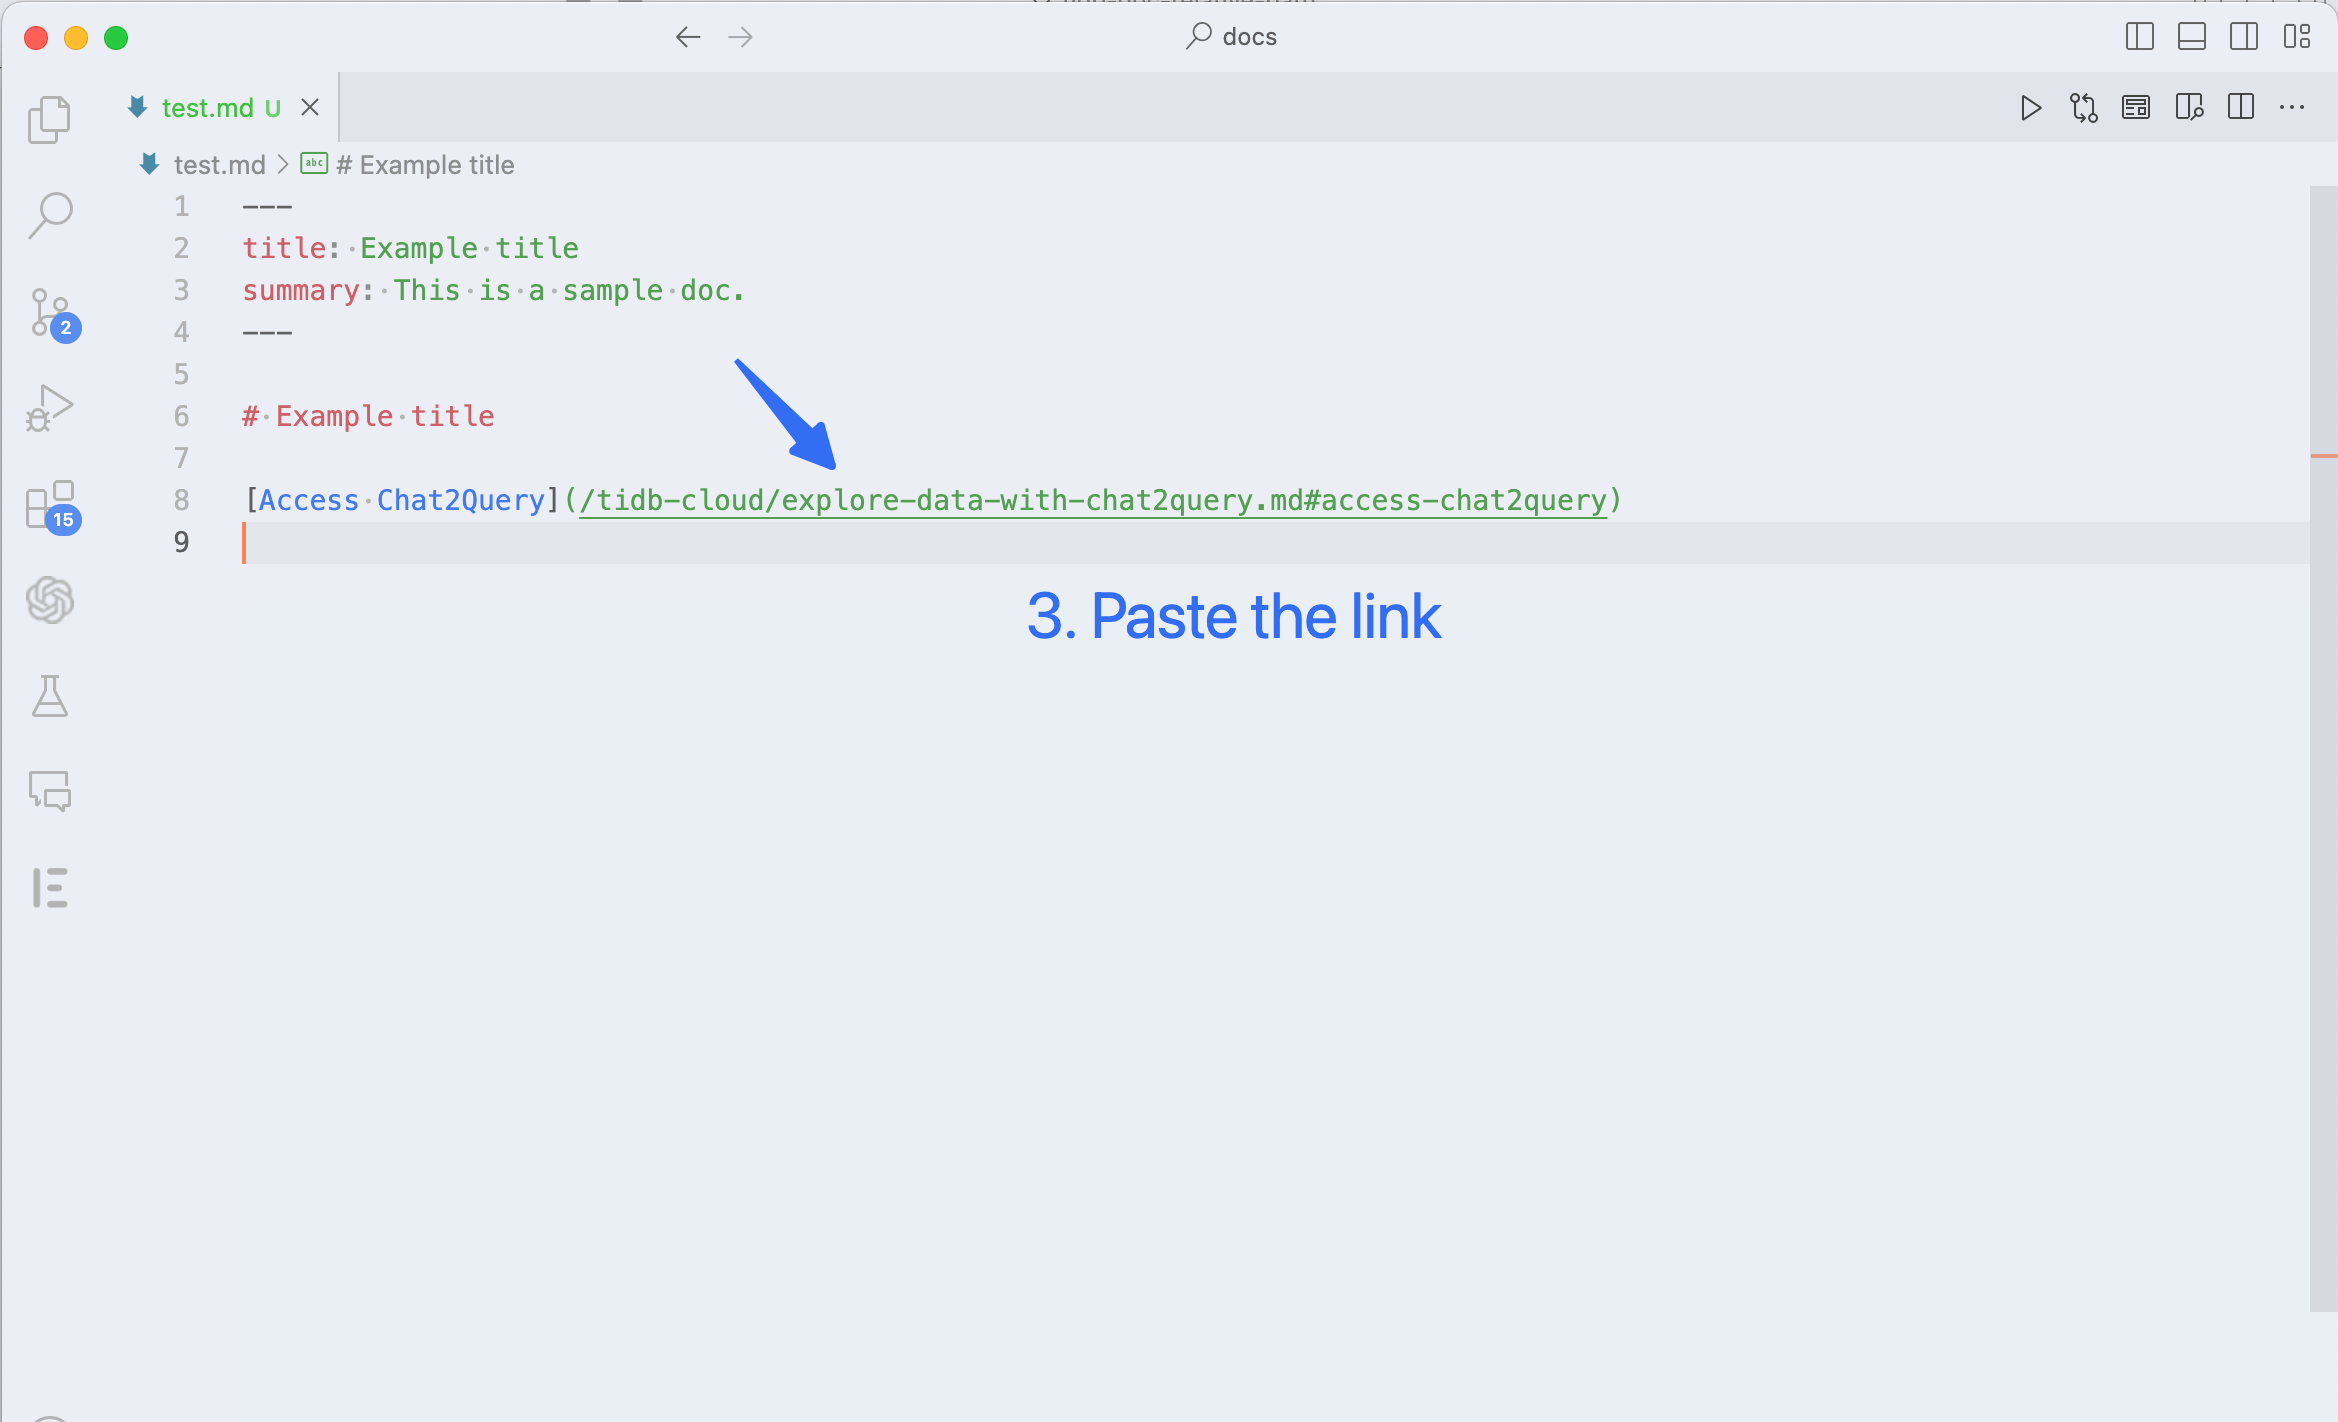 docs
test.md U
test.md > abc # Example title
1 ---
2 title: Example title
3 summary: This is a sample doc.
4 ---
5
6 # Example title
7
8 [Access Chat2Query](/tidb-cloud/explore-data-with-chat2query.md#access-chat2query)
9
2
15
3. Paste the link